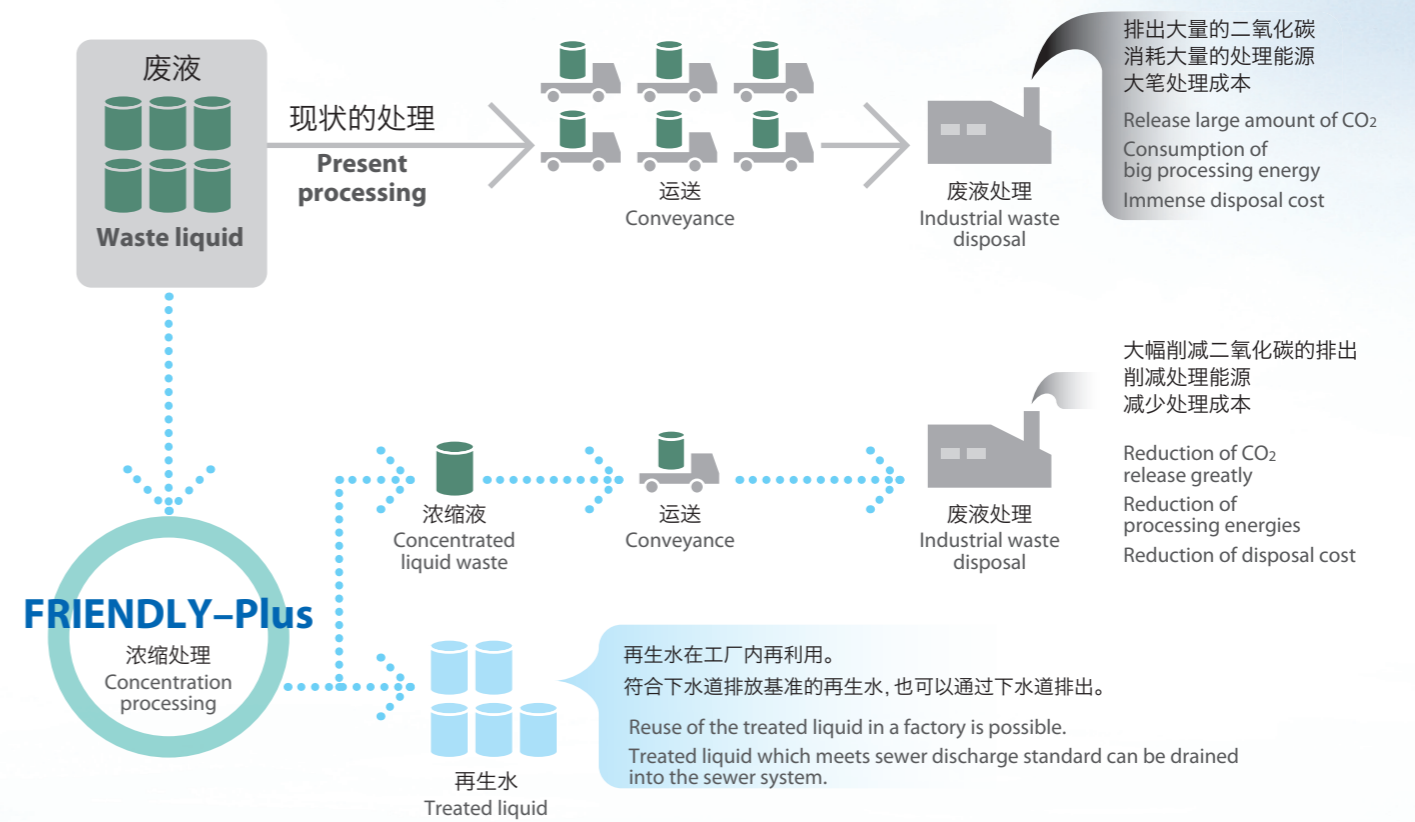 废液
Waste liquid
现状的处理
Present
processing
运送
Conveyance
废液处理
Industrial waste
disposal
排出大量的二氧化碳
消耗大量的处理能源
大笔处理成本
Release large amount of CO₂
Consumption of
big processing energy
Immense disposal cost
FRIENDLY–Plus
浓缩处理
Concentration
processing
浓缩液
Concentrated
liquid waste
运送
Conveyance
废液处理
Industrial waste
disposal
大幅削减二氧化碳的排出
削减处理能源
减少处理成本
Reduction of CO₂
release greatly
Reduction of
processing energies
Reduction of disposal cost
再生水
Treated liquid
再生水在工厂内再利用。
符合下水道排放基准的再生水，也可以通过下水道排出。
Reuse of the treated liquid in a factory is possible.
Treated liquid which meets sewer discharge standard can be drained
into the sewer system.